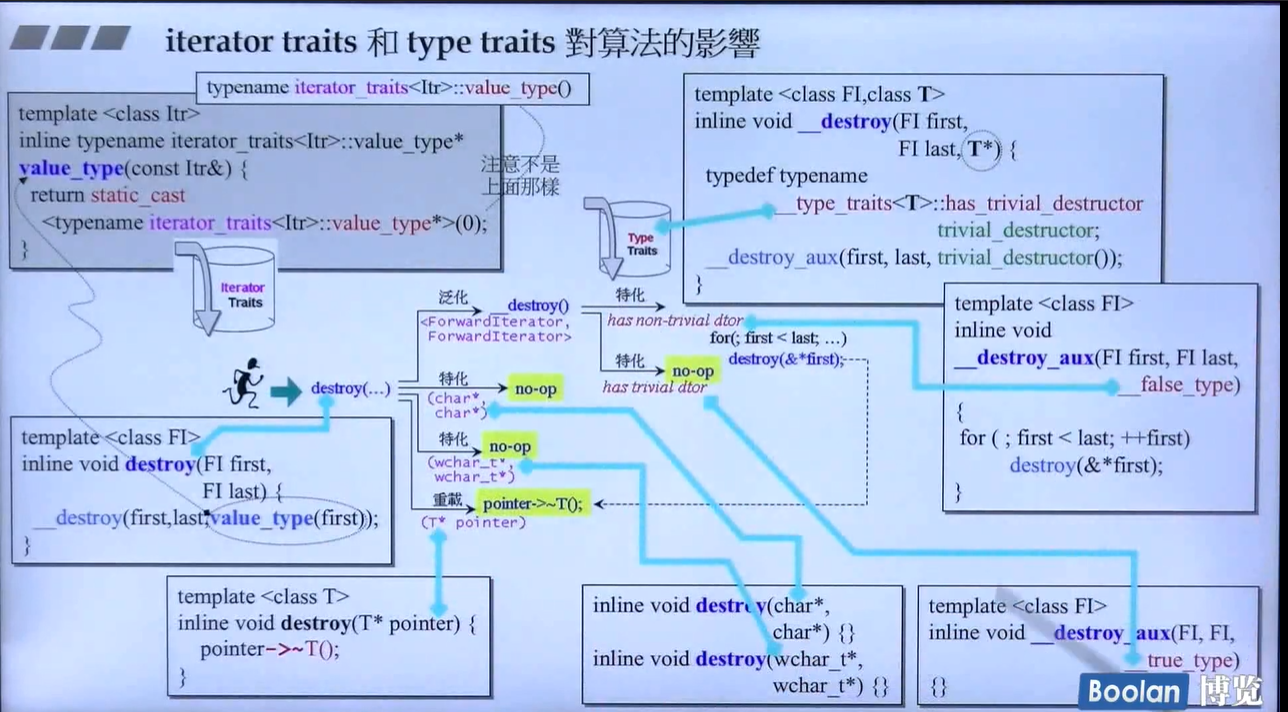 iterator traits 和 type traits 對算法的影響
typename iterator_traits<Itr>::value_type()
template <class Itr>
inline typename iterator_traits<Itr>::value_type*
value_type(const Itr&) {
return static_cast
<typename iterator_traits<Itr>::value_type*>(0);
}
注意不是
上面那樣
Iterator
Traits
Type
Traits
template <class FI,class T>
inline void __destroy(FI first,
FI last, T*) {
typedef typename
__type_traits<T>::has_trivial_destructor
trivial_destructor;
__destroy_aux(first, last, trivial_destructor());
}
destroy(…)
泛化
__destroy()
<ForwardIterator,
ForwardIterator>
特化
no-op
(char*,
char*)
特化
no-op
(wchar_t*,
wchar_t*)
重載
pointer->~T();
(T* pointer)
特化
has non-trivial dtor
for(; first < last; …)
destroy(&*first);
特化
no-op
has trivial dtor
template <class FI>
inline void
__destroy_aux(FI first, FI last,
__false_type)
{
for ( ; first < last; ++first)
destroy(&*first);
}
template <class FI>
inline void destroy(FI first,
FI last) {
__destroy(first,last,value_type(first));
}
template <class T>
inline void destroy(T* pointer) {
pointer->~T();
}
inline void destroy(char*,
char*) {}
inline void destroy(wchar_t*,
wchar_t*) {}
template <class FI>
inline void __destroy_aux(FI, FI,
__true_type)
{}
Boolan 博览